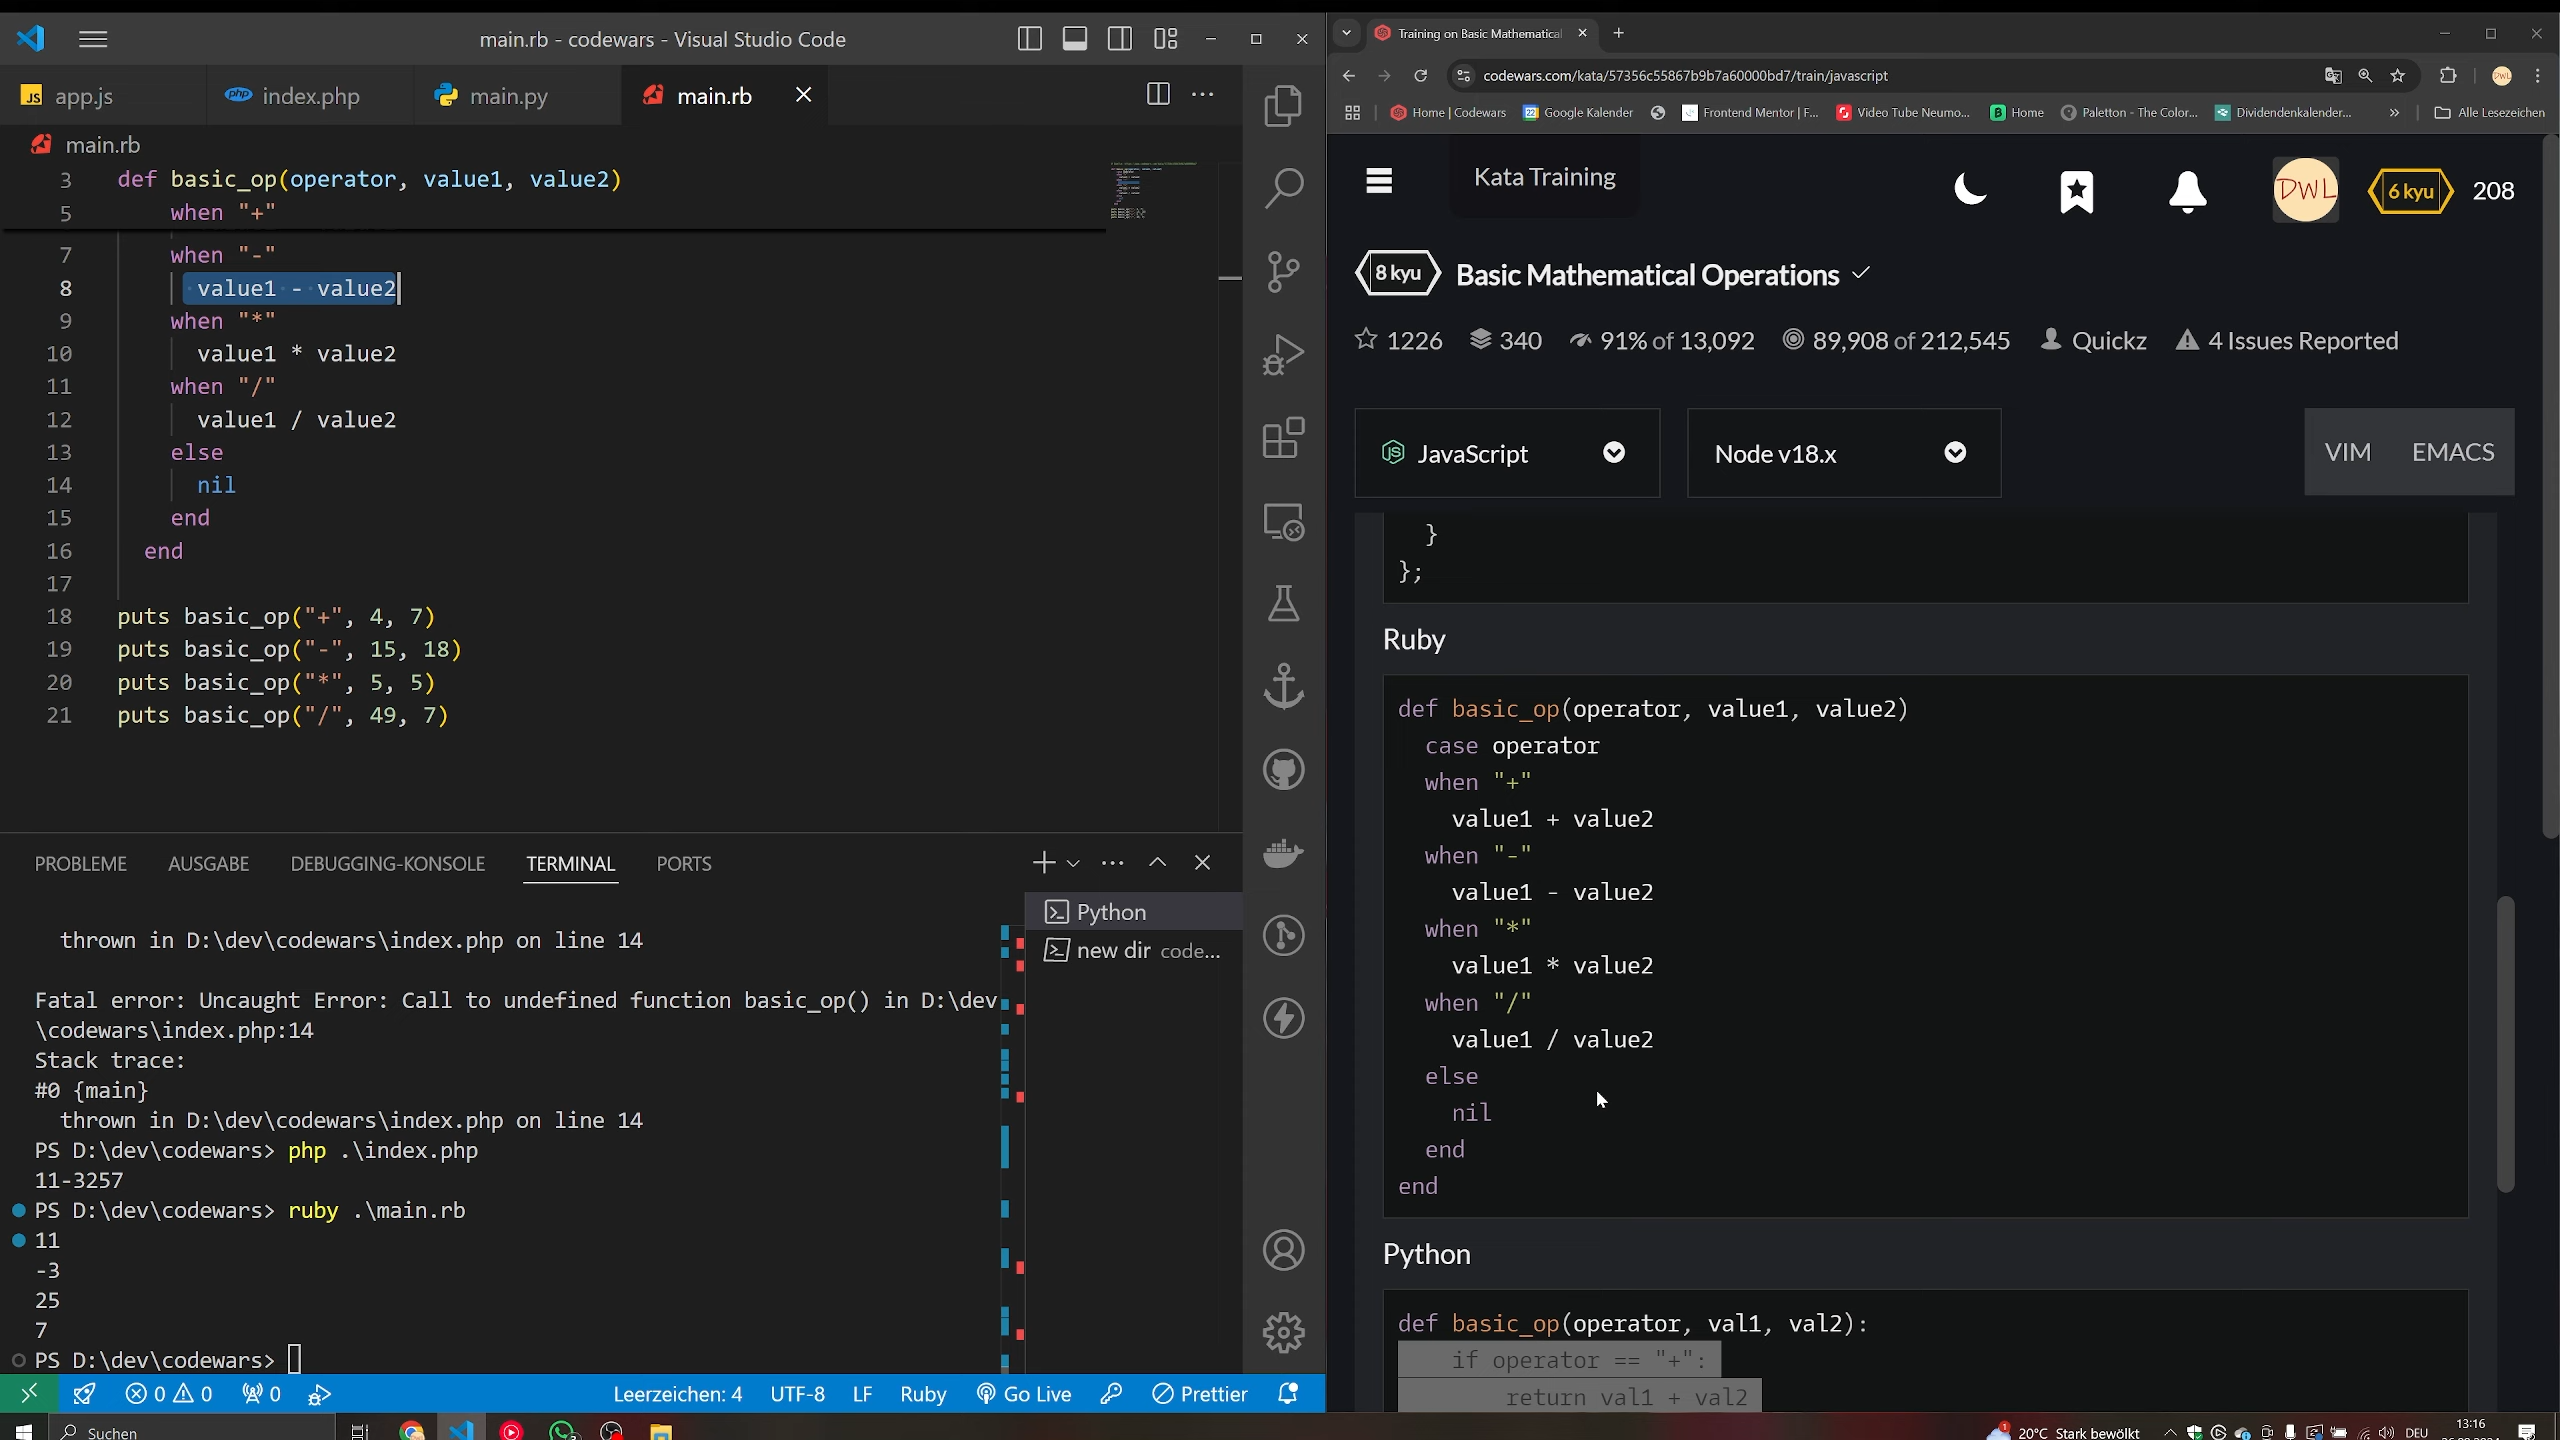 main.rb - codewars - Visual Studio Code
app.js
index.php
main.py
main.rb
main.rb
3 def basic_op(operator, value1, value2)
5 when "+"
7 when "-"
8 value1 - value2
9 when "*"
10 value1 * value2
11 when "/"
12 value1 / value2
13 else
14 nil
15 end
16 end
17
18 puts basic_op("+", 4, 7)
19 puts basic_op("-", 15, 18)
20 puts basic_op("*", 5, 5)
21 puts basic_op("/", 49, 7)
PROBLEME AUSGABE DEBUGGING-KONSOLE TERMINAL PORTS
Python
new dir code...
thrown in D:\dev\codewars\index.php on line 14
Fatal error: Uncaught Error: Call to undefined function basic_op() in D:\dev
\codewars\index.php:14
Stack trace:
#0 {main}
thrown in D:\dev\codewars\index.php on line 14
PS D:\dev\codewars> php .\index.php
11-3257
PS D:\dev\codewars> ruby .\main.rb
11
-3
25
7
PS D:\dev\codewars>
0 0 0 Leerzeichen: 4 UTF-8 LF Ruby Go Live Prettier
Suchen
Training on Basic Mathematical
codewars.com/kata/57356c55867b9b7a60000bd7/train/javascript
Home | Codewars Google Kalender Frontend Mentor | F... Video Tube Neumo... Home Paletton - The Color... Dividendenkalender... » Alle Lesezeichen
Kata Training
DWL
6 kyu 208
8 kyu Basic Mathematical Operations
1226 340 91% of 13,092 89,908 of 212,545 Quickz 4 Issues Reported
JavaScript
Node v18.x
VIM EMACS
}
};
Ruby
def basic_op(operator, value1, value2)
case operator
when "+"
value1 + value2
when "-"
value1 - value2
when "*"
value1 * value2
when "/"
value1 / value2
else
nil
end
end
Python
def basic_op(operator, val1, val2):
if operator == "+":
return val1 + val2
20°C Stark bewölkt
DEU
13:16